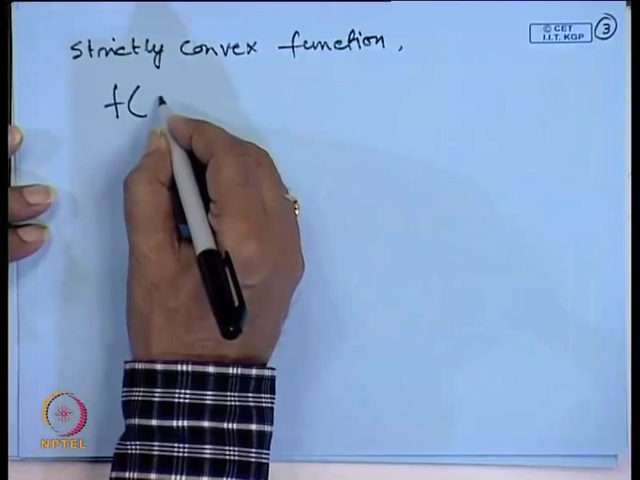 strictly convex function.
© CET
I.I.T. KGP
3
f(
NPTEL